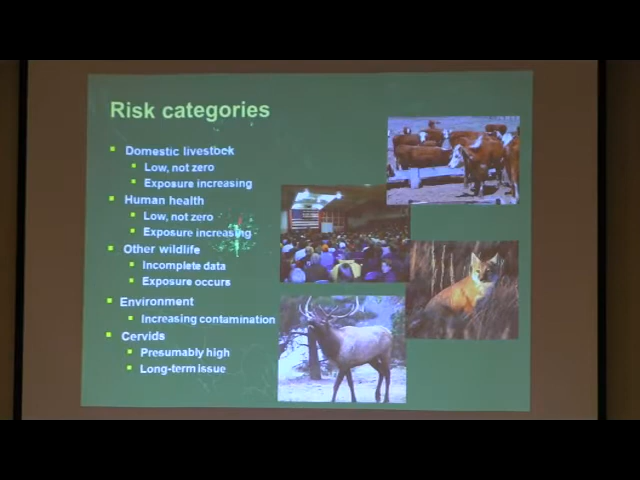 Risk categories
Domestic livestock
Low, not zero
Exposure increasing
Human health
Low, not zero
Exposure increasing
Other wildlife
Incomplete data
Exposure occurs
Environment
Increasing contamination
Cervids
Presumably high
Long-term issue